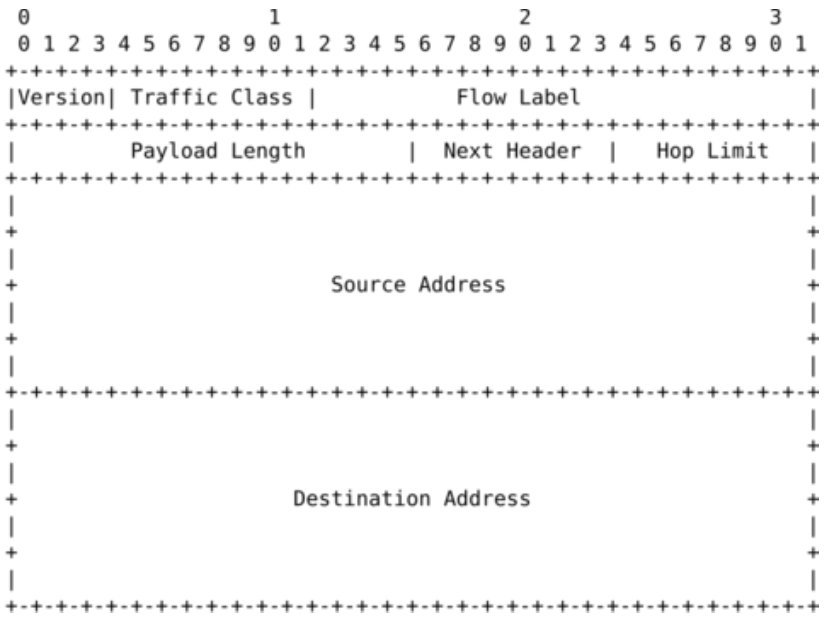 0                   1                   2                   3
 0 1 2 3 4 5 6 7 8 9 0 1 2 3 4 5 6 7 8 9 0 1 2 3 4 5 6 7 8 9 0 1
+-+-+-+-+-+-+-+-+-+-+-+-+-+-+-+-+-+-+-+-+-+-+-+-+-+-+-+-+-+-+-+-+
|Version| Traffic Class |           Flow Label                  |
+-+-+-+-+-+-+-+-+-+-+-+-+-+-+-+-+-+-+-+-+-+-+-+-+-+-+-+-+-+-+-+-+
|         Payload Length        |  Next Header  |   Hop Limit   |
+-+-+-+-+-+-+-+-+-+-+-+-+-+-+-+-+-+-+-+-+-+-+-+-+-+-+-+-+-+-+-+-+
|                                                               |
+                                                               +
|                                                               |
+                         Source Address                        +
|                                                               |
+                                                               +
|                                                               |
+-+-+-+-+-+-+-+-+-+-+-+-+-+-+-+-+-+-+-+-+-+-+-+-+-+-+-+-+-+-+-+-+
|                                                               |
+                                                               +
|                                                               |
+                      Destination Address                      +
|                                                               |
+                                                               +
|                                                               |
+-+-+-+-+-+-+-+-+-+-+-+-+-+-+-+-+-+-+-+-+-+-+-+-+-+-+-+-+-+-+-+-+